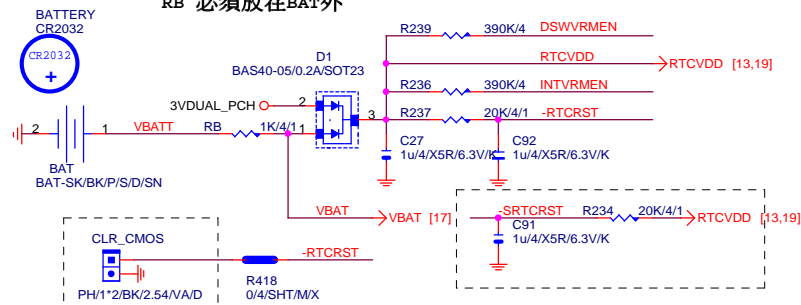 RB 必須放在BAT外
BATTERY
CR2032
CR2032
+
D1
BAS40-05/0.2A/SOT23
R239 390K/4 DSWVRMEN
RTCVDD RTCVDD [13,19]
R236 390K/4 INTVRMEN
3VDUAL_PCH 2
3 R237 20K/4/1 -RTCRST
2 1 VBATT RB 1K/4/1 1
C27
1u/4/X5R/6.3V/K
C92
1u/4/X5R/6.3V/K
BAT
BAT-SK/BK/P/S/D/SN
VBAT VBAT [17]
-SRTCRST R234 20K/4/1 RTCVDD [13,19]
C91
1u/4/X5R/6.3V/K
CLR_CMOS
-RTCRST
R418
0/4/SHT/M/X
PH/1*2/BK/2.54/VA/D